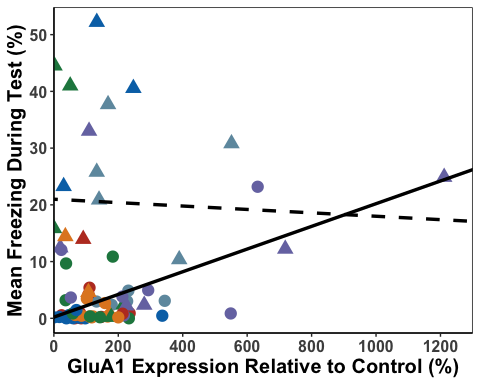 Mean Freezing During Test (%)
50
40
30
20
10
0
0 200 400 600 800 1000 1200
GluA1 Expression Relative to Control (%)